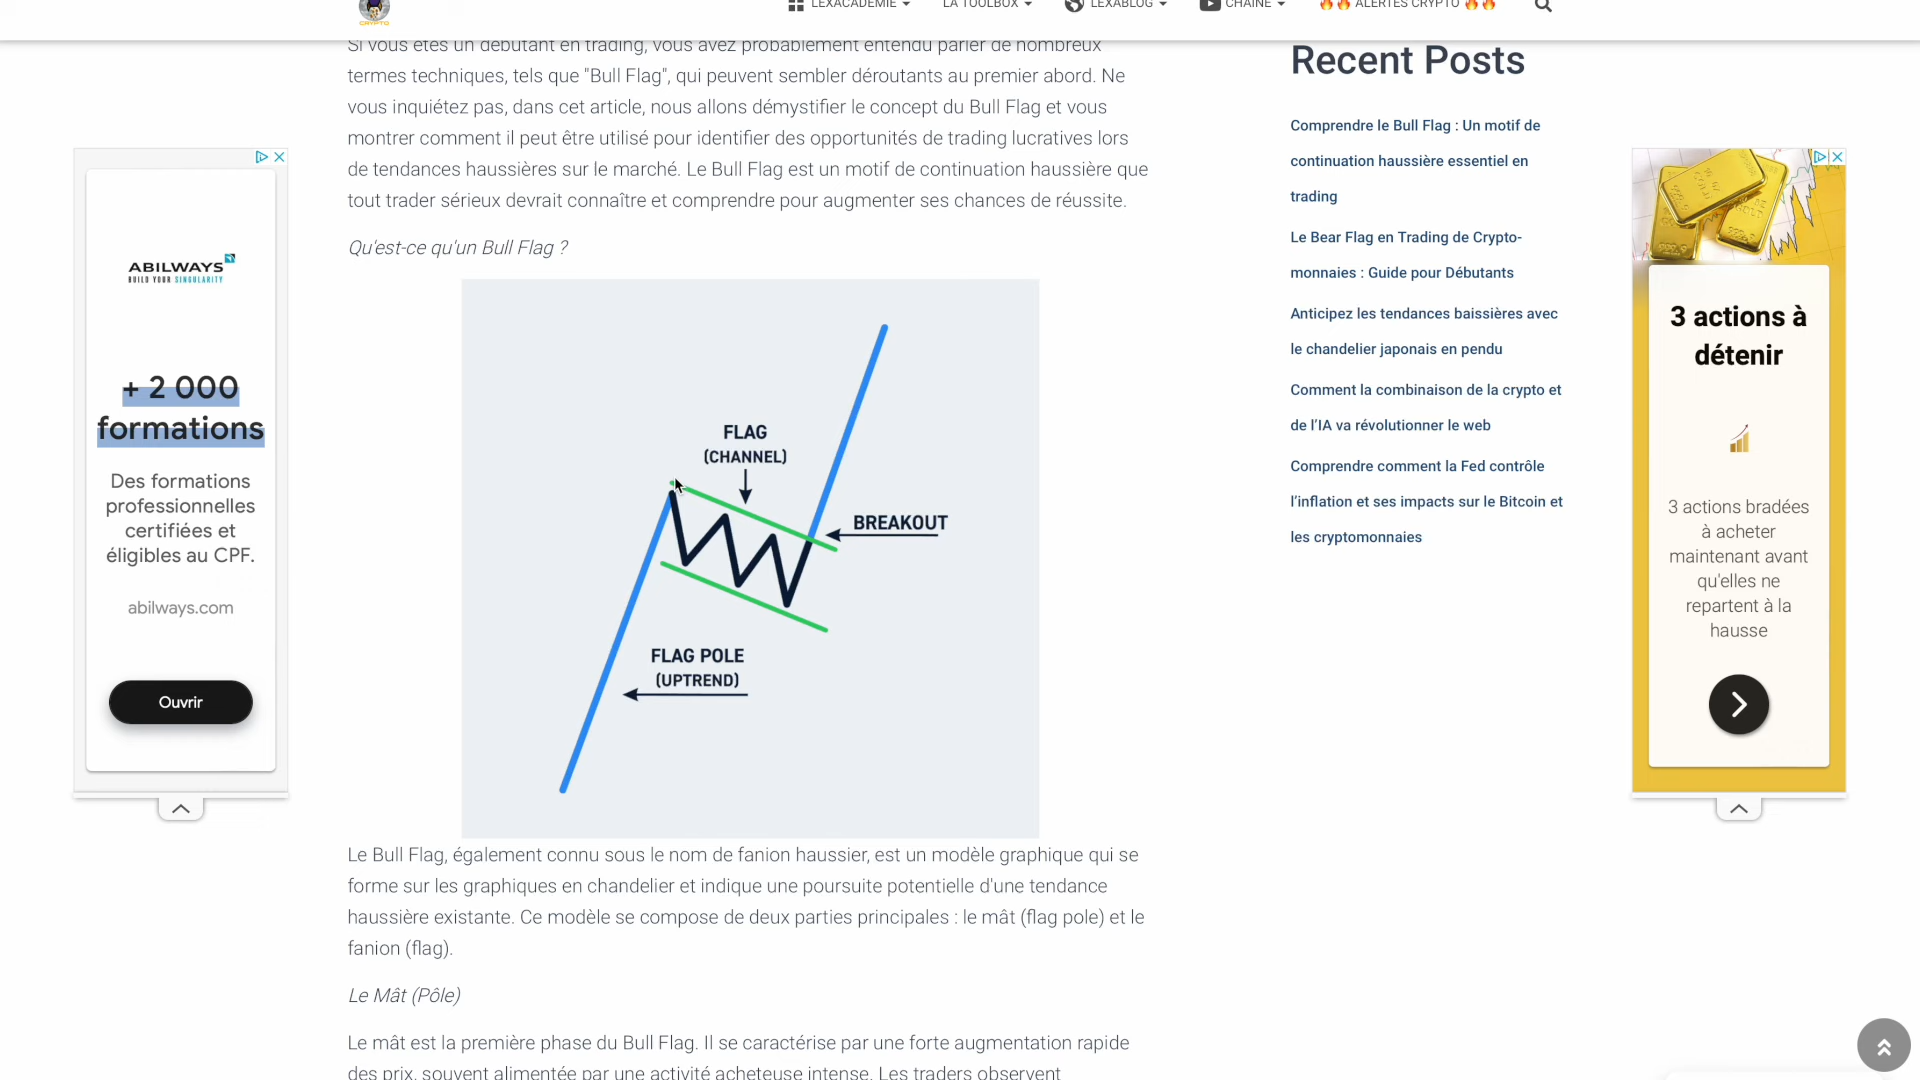 CRYPTO
LEXACADÉMIE
LA TOOLBOX
LEXABLOG
CHAINE
ALERTES CRYPTO
Si vous êtes un débutant en trading, vous avez probablement entendu parler de nombreux
termes techniques, tels que "Bull Flag", qui peuvent sembler déroutants au premier abord. Ne
vous inquiétez pas, dans cet article, nous allons démystifier le concept du Bull Flag et vous
montrer comment il peut être utilisé pour identifier des opportunités de trading lucratives lors
de tendances haussières sur le marché. Le Bull Flag est un motif de continuation haussière que
tout trader sérieux devrait connaître et comprendre pour augmenter ses chances de réussite.
Qu'est-ce qu'un Bull Flag ?
FLAG
(CHANNEL)
BREAKOUT
FLAG POLE
(UPTREND)
Le Bull Flag, également connu sous le nom de fanion haussier, est un modèle graphique qui se
forme sur les graphiques en chandelier et indique une poursuite potentielle d'une tendance
haussière existante. Ce modèle se compose de deux parties principales : le mât (flag pole) et le
fanion (flag).
Le Mât (Pôle)
Le mât est la première phase du Bull Flag. Il se caractérise par une forte augmentation rapide
des prix, souvent alimentée par une activité acheteuse intense. Les traders observent
Recent Posts
Comprendre le Bull Flag : Un motif de
continuation haussière essentiel en
trading
Le Bear Flag en Trading de Crypto-
monnaies : Guide pour Débutants
Anticipez les tendances baissières avec
le chandelier japonais en pendu
Comment la combinaison de la crypto et
de l'IA va révolutionner le web
Comprendre comment la Fed contrôle
l'inflation et ses impacts sur le Bitcoin et
les cryptomonnaies
ABILWAYS
BUILD YOUR SINGULARITY
+ 2 000
formations
Des formations
professionnelles
certifiées et
éligibles au CPF.
abilways.com
Ouvrir
3 actions à
détenir
3 actions bradées
à acheter
maintenant avant
qu'elles ne
repartent à la
hausse